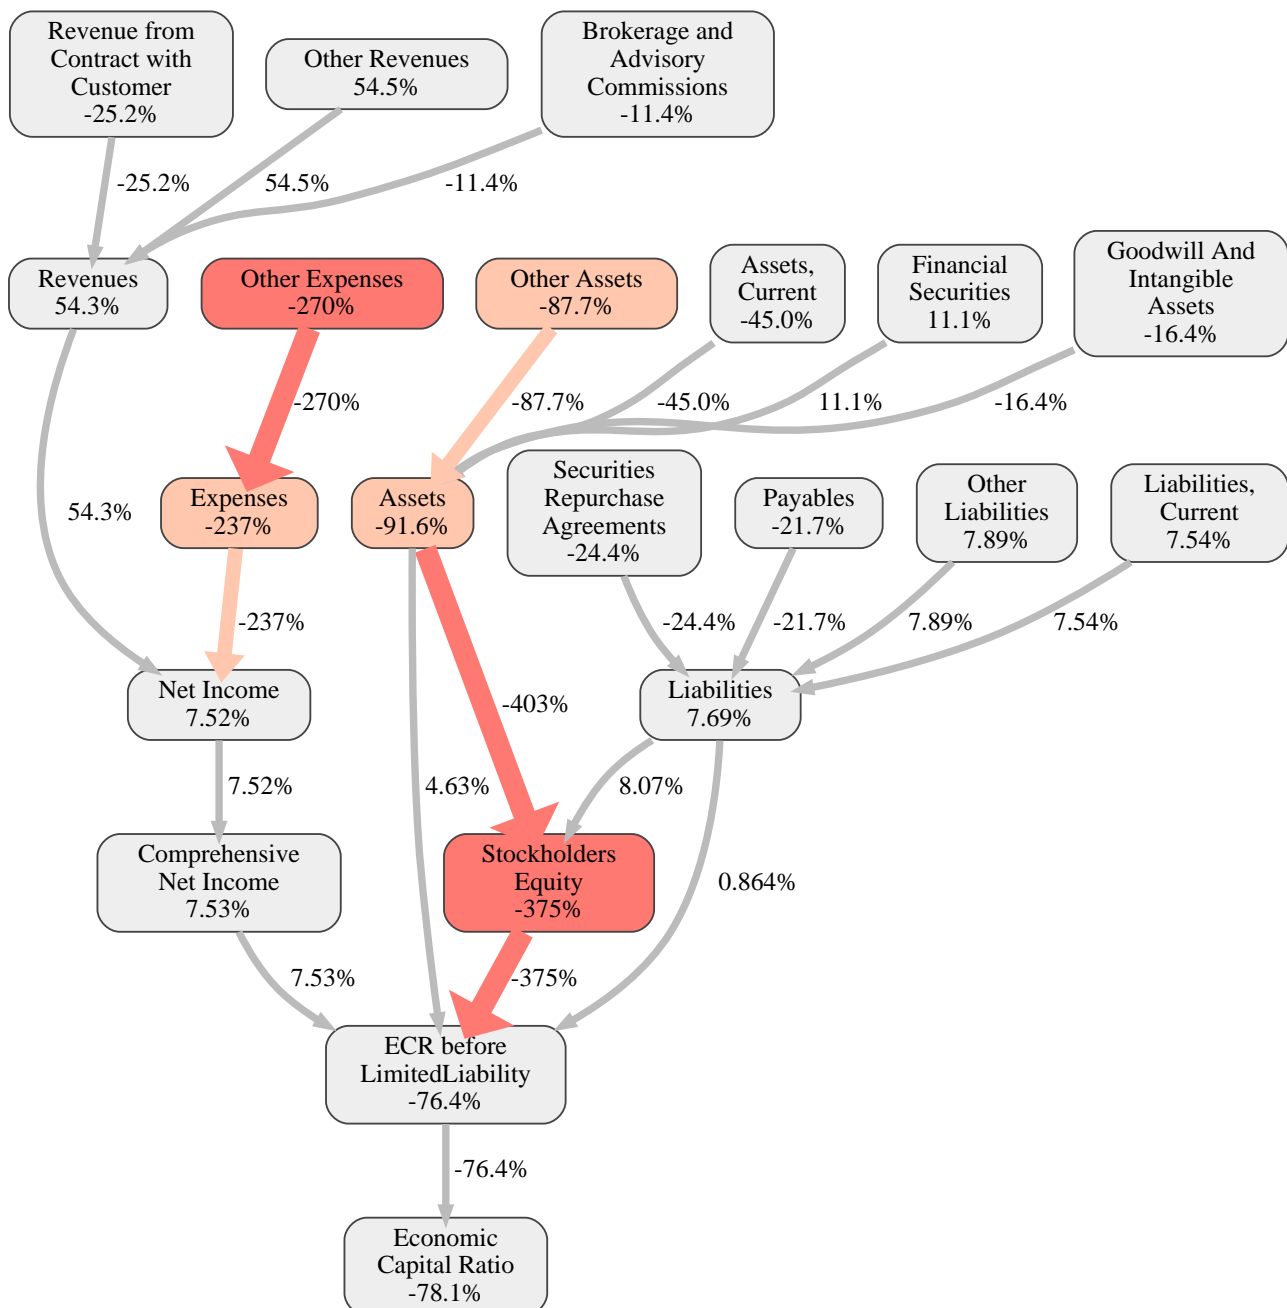 Revenue from
Contract with
Customer
-25.2%
Other Revenues
54.5%
Brokerage and
Advisory
Commissions
-11.4%
-25.2%
54.5%
-11.4%
Revenues
54.3%
Other Expenses
-270%
Other Assets
-87.7%
Assets,
Current
-45.0%
Financial
Securities
11.1%
Goodwill And
Intangible
Assets
-16.4%
-270%
-87.7%
-45.0%
11.1%
-16.4%
54.3%
Expenses
-237%
Assets
-91.6%
Securities
Repurchase
Agreements
-24.4%
Payables
-21.7%
Other
Liabilities
7.89%
Liabilities,
Current
7.54%
-237%
-24.4%
-21.7%
7.89%
7.54%
Net Income
7.52%
-403%
Liabilities
7.69%
7.52%
4.63%
8.07%
Comprehensive
Net Income
7.53%
Stockholders
Equity
-375%
0.864%
7.53%
-375%
ECR before
LimitedLiability
-76.4%
-76.4%
Economic
Capital Ratio
-78.1%